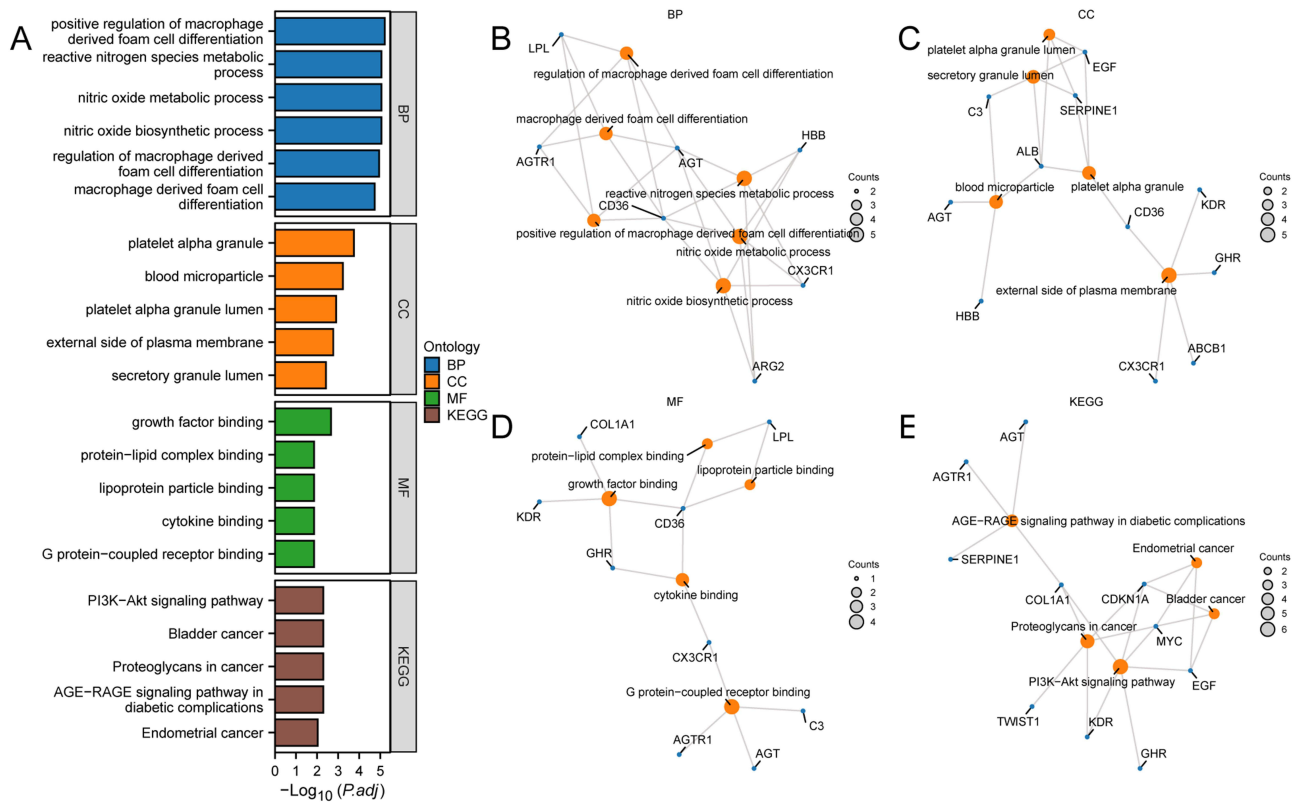 A
positive regulation of macrophage
derived foam cell differentiation
reactive nitrogen species metabolic
process
nitric oxide metabolic process
nitric oxide biosynthetic process
regulation of macrophage derived
foam cell differentiation
macrophage derived foam cell
differentiation
BP
platelet alpha granule
blood microparticle
platelet alpha granule lumen
external side of plasma membrane
secretory granule lumen
CC
growth factor binding
protein−lipid complex binding
lipoprotein particle binding
cytokine binding
G protein−coupled receptor binding
MF
PI3K−Akt signaling pathway
Bladder cancer
Proteoglycans in cancer
AGE−RAGE signaling pathway in
diabetic complications
Endometrial cancer
KEGG
0 1 2 3 4 5
−Log10 (P.adj)
Ontology
BP
CC
MF
KEGG
B
BP
LPL
regulation of macrophage derived foam cell differentiation
macrophage derived foam cell differentiation
HBB
AGTR1
AGT
reactive nitrogen species metabolic process
CD36
positive regulation of macrophage derived foam cell differentiation
nitric oxide metabolic process
CX3CR1
nitric oxide biosynthetic process
ARG2
Counts
2
3
4
5
C
CC
platelet alpha granule lumen
EGF
secretory granule lumen
C3
SERPINE1
ALB
blood microparticle
platelet alpha granule
KDR
AGT
CD36
GHR
external side of plasma membrane
HBB
ABCB1
CX3CR1
Counts
2
3
4
5
D
MF
COL1A1
LPL
protein−lipid complex binding
lipoprotein particle binding
growth factor binding
KDR
CD36
GHR
cytokine binding
CX3CR1
G protein−coupled receptor binding
C3
AGTR1
AGT
Counts
1
2
3
4
E
KEGG
AGT
AGTR1
AGE−RAGE signaling pathway in diabetic complications
Endometrial cancer
SERPINE1
COL1A1
CDKN1A
Bladder cancer
Proteoglycans in cancer
MYC
PI3K−Akt signaling pathway
EGF
TWIST1
KDR
GHR
Counts
2
3
4
5
6